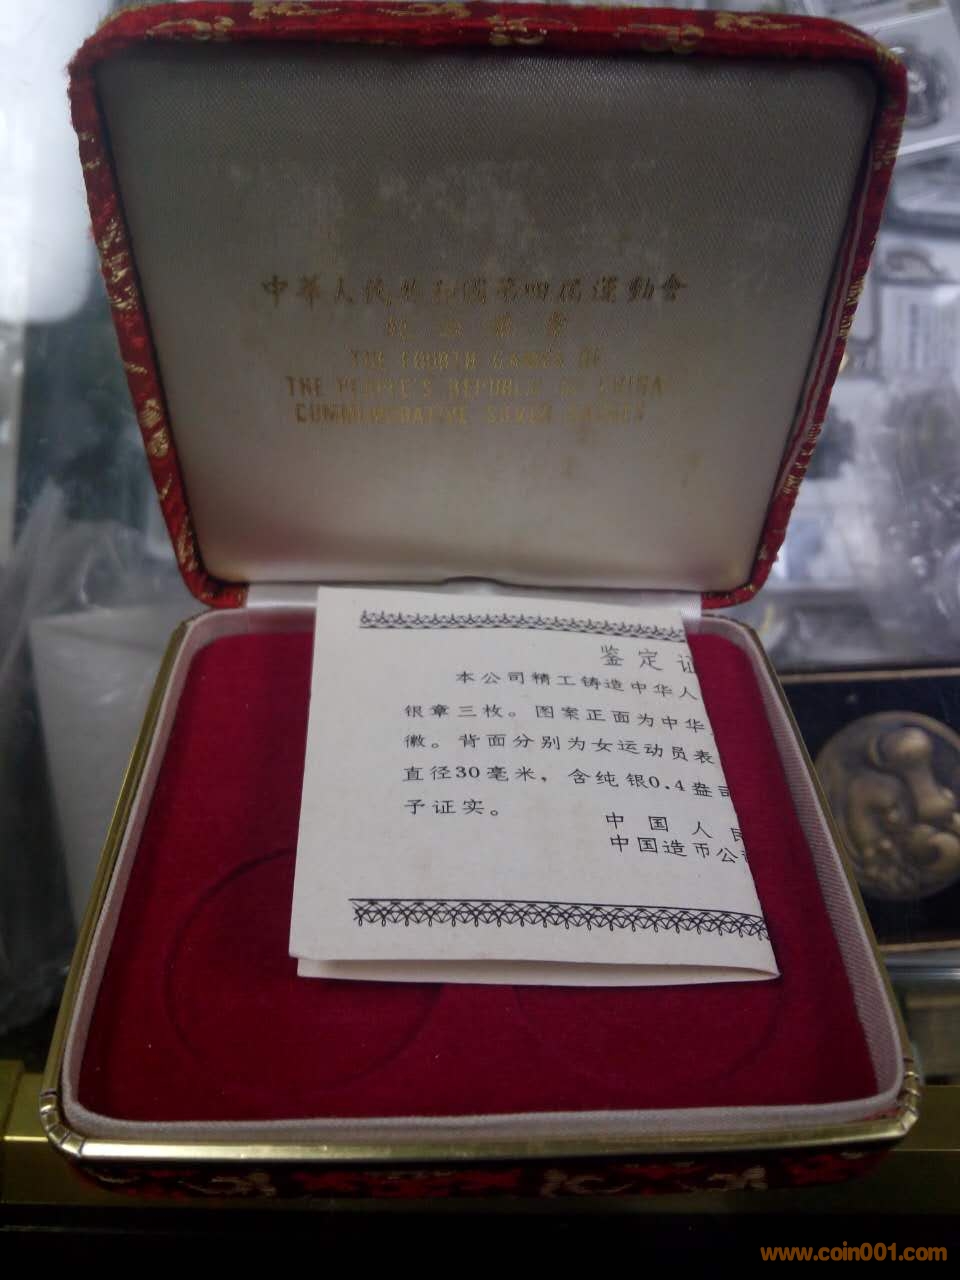 中華人民共和國第四屆運動會
紀念銀章
THE FOURTH GAMES OF
THE PEOPLE'S REPUBLIC OF CHINA
COMMEMORATIVE SILVER
鉴定证
本公司精工铸造中华人
银章三枚。图案正面为中华
徽。背面分别为女运动员表
直径30毫米，含纯银0.4盎司
予证实。
中国人民
中国造币公司
www.coin001.com